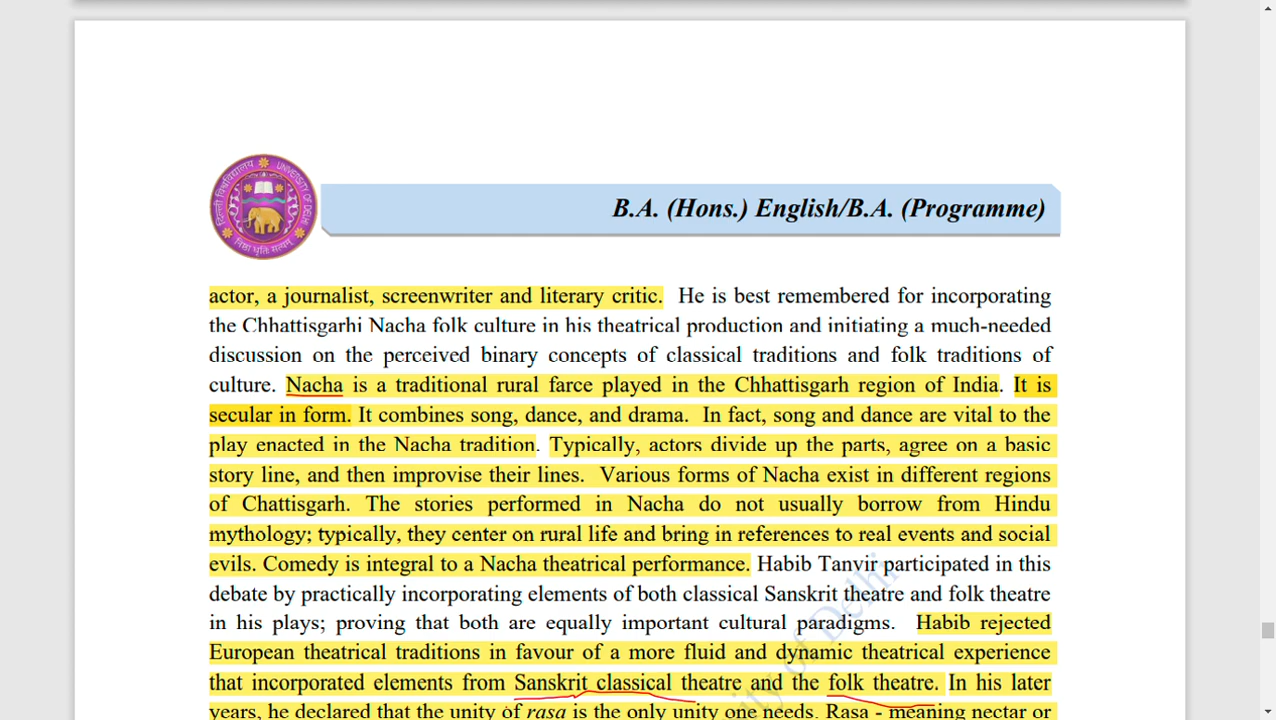 दिल्ली विश्वविद्यालय UNIVERSITY OF DELHI
निष्ठा धृति सत्यम्
B.A. (Hons.) English/B.A. (Programme)
actor, a journalist, screenwriter and literary critic. He is best remembered for incorporating
the Chhattisgarhi Nacha folk culture in his theatrical production and initiating a much-needed
discussion on the perceived binary concepts of classical traditions and folk traditions of
culture. Nacha is a traditional rural farce played in the Chhattisgarh region of India. It is
secular in form. It combines song, dance, and drama. In fact, song and dance are vital to the
play enacted in the Nacha tradition. Typically, actors divide up the parts, agree on a basic
story line, and then improvise their lines. Various forms of Nacha exist in different regions
of Chattisgarh. The stories performed in Nacha do not usually borrow from Hindu
mythology; typically, they center on rural life and bring in references to real events and social
evils. Comedy is integral to a Nacha theatrical performance. Habib Tanvir participated in this
debate by practically incorporating elements of both classical Sanskrit theatre and folk theatre
in his plays; proving that both are equally important cultural paradigms. Habib rejected
European theatrical traditions in favour of a more fluid and dynamic theatrical experience
that incorporated elements from Sanskrit classical theatre and the folk theatre. In his later
years, he declared that the unity of rasa is the only unity one needs. Rasa - meaning nectar or
ity of Delhi